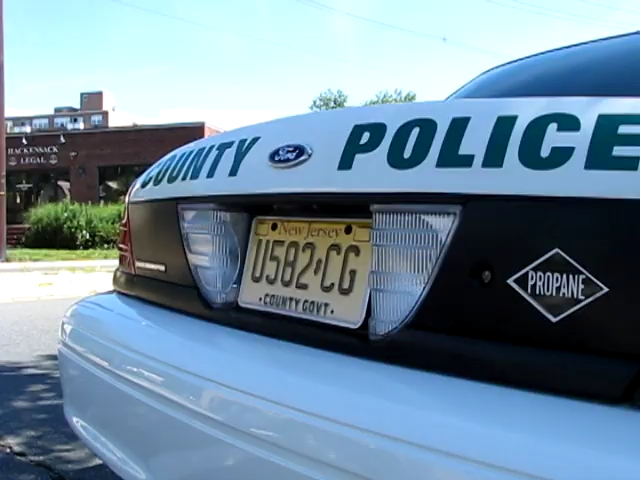 HACKENSACK
LEGAL
COUNTY Ford POLICE
New Jersey
U582 CG
COUNTY GOVT
PROPANE